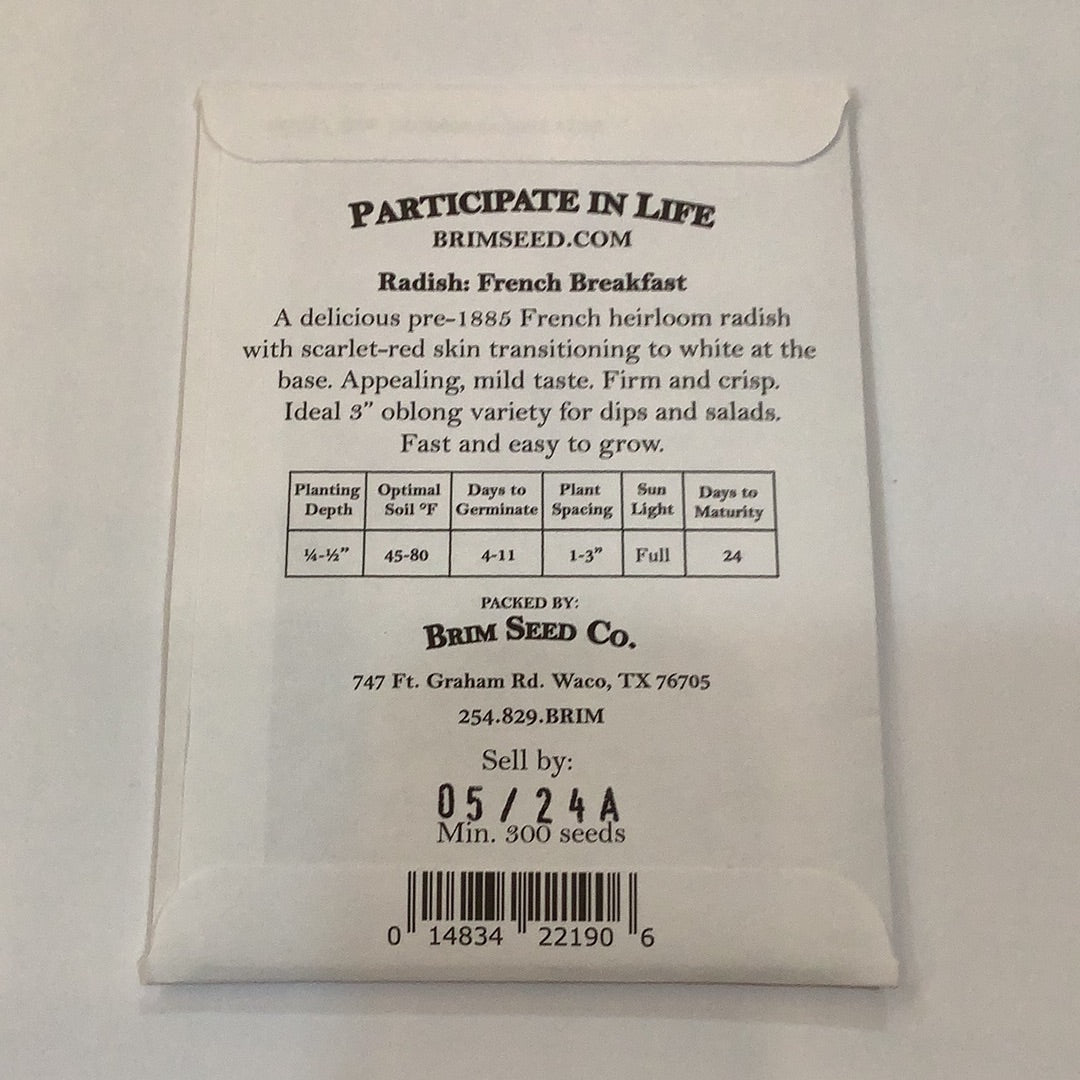 PARTICIPATE IN LIFE
BRIMSEED.COM
Radish: French Breakfast
A delicious pre-1885 French heirloom radish
with scarlet-red skin transitioning to white at the
base. Appealing, mild taste. Firm and crisp.
Ideal 3” oblong variety for dips and salads.
Fast and easy to grow.
Planting Depth Optimal Soil °F Days to Germinate Plant Spacing Sun Light Days to Maturity
¼-½” 45-80 4-11 1-3” Full 24
PACKED BY:
BRIM SEED CO.
747 Ft. Graham Rd. Waco, TX 76705
254.829.BRIM
Sell by:
05/24A
Min. 300 seeds
0 14834 22190 6